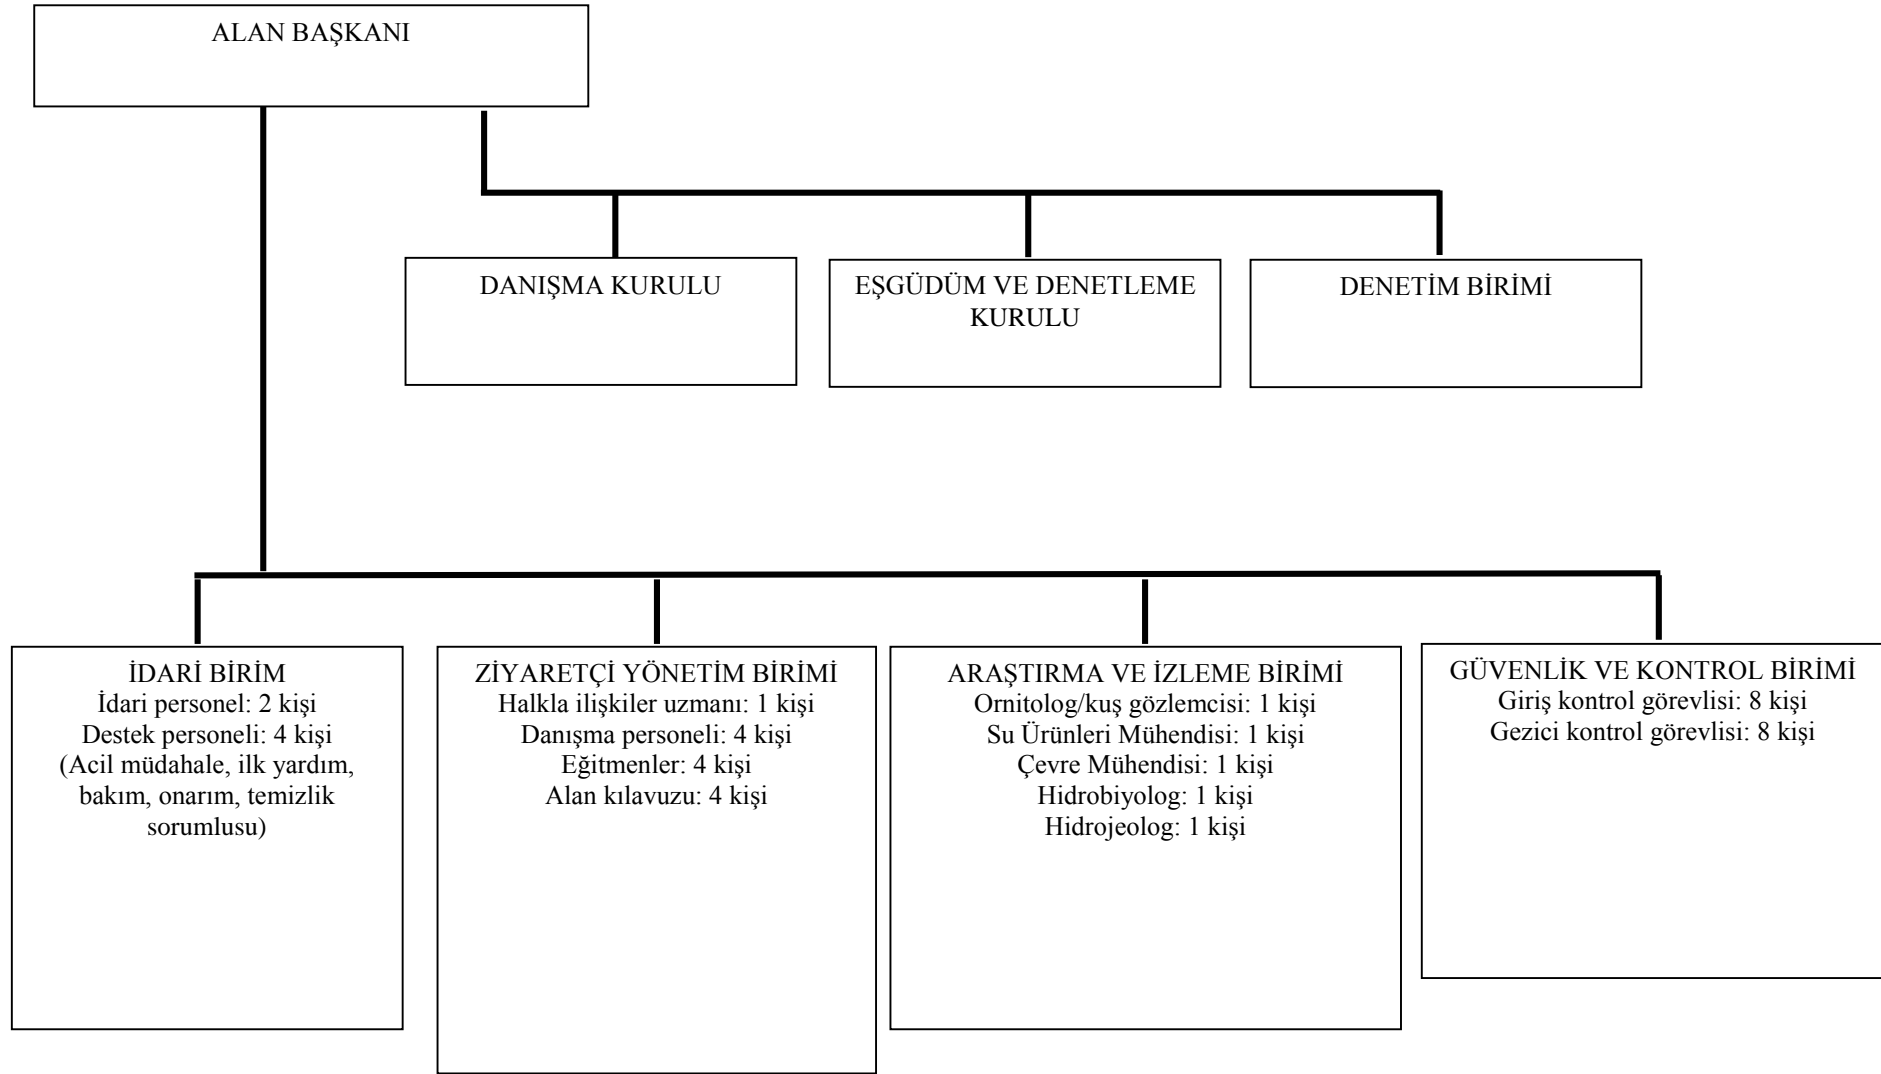 ALAN BAŞKANI
DANIŞMA KURULU
EŞGÜDÜM VE DENETLEME
KURULU
DENETİM BİRİMİ
İDARİ BİRİM
İdari personel: 2 kişi
Destek personeli: 4 kişi
(Acil müdahale, ilk yardım,
bakım, onarım, temizlik
sorumlusu)
ZİYARETÇİ YÖNETİM BİRİMİ
Halkla ilişkiler uzmanı: 1 kişi
Danışma personeli: 4 kişi
Eğitmenler: 4 kişi
Alan kılavuzu: 4 kişi
ARAŞTIRMA VE İZLEME BİRİMİ
Ornitolog/kuş gözlemcisi: 1 kişi
Su Ürünleri Mühendisi: 1 kişi
Çevre Mühendisi: 1 kişi
Hidrobiyolog: 1 kişi
Hidrojeolog: 1 kişi
GÜVENLİK VE KONTROL BİRİMİ
Giriş kontrol görevlisi: 8 kişi
Gezici kontrol görevlisi: 8 kişi